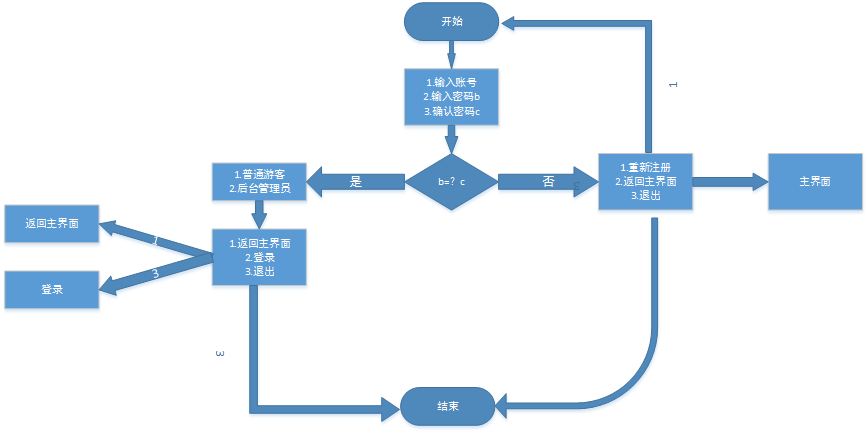 开始
1.输入账号
2.输入密码b
3.确认密码c
1
b=？c
是
否
1.普通游客
2.后台管理员
1.重新注册
2.返回主界面
3.退出
主界面
返回主界面
1
1.返回主界面
2.登录
3.退出
登录
3
3
结束